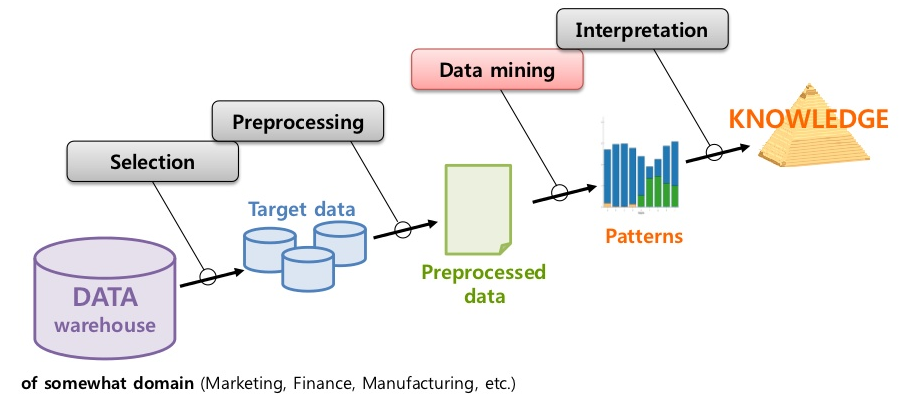 Interpretation
Data mining
Preprocessing
Selection
KNOWLEDGE
Target data
Patterns
Preprocessed
data
DATA
warehouse
of somewhat domain (Marketing, Finance, Manufacturing, etc.)